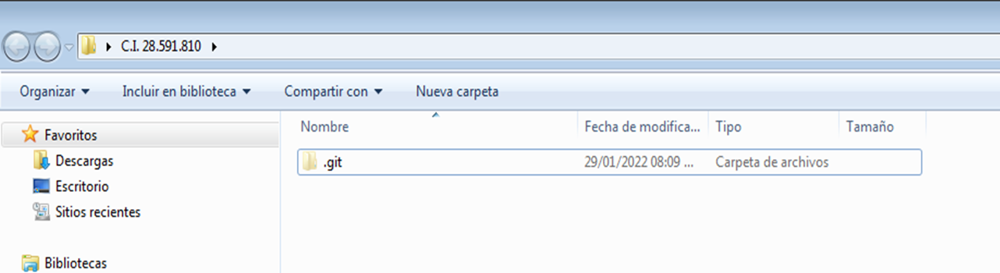 C.I. 28.591.810
Organizar Incluir en biblioteca Compartir con Nueva carpeta
Favoritos
Descargas
Escritorio
Sitios recientes
Bibliotecas
Nombre Fecha de modifica... Tipo Tamaño
.git 29/01/2022 08:09 ... Carpeta de archivos